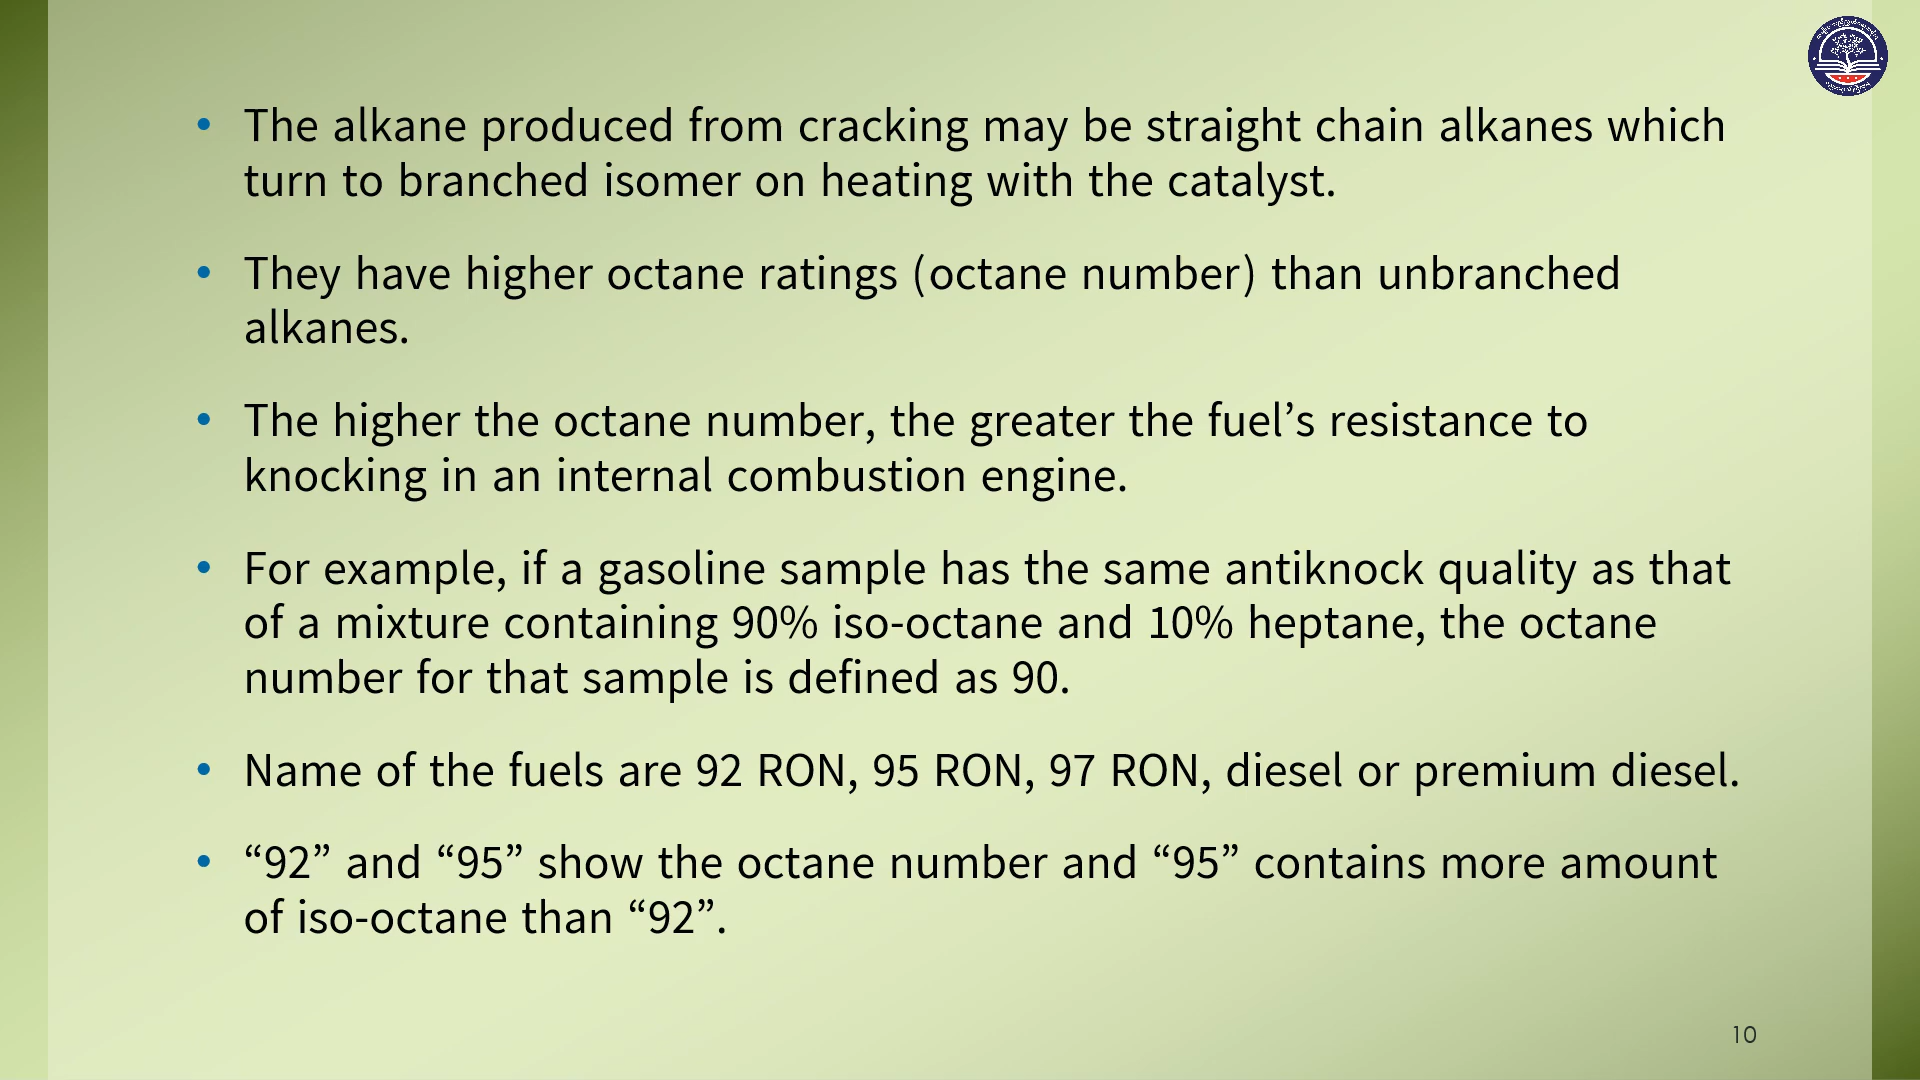 • The alkane produced from cracking may be straight chain alkanes which
turn to branched isomer on heating with the catalyst.
• They have higher octane ratings (octane number) than unbranched
alkanes.
• The higher the octane number, the greater the fuel’s resistance to
knocking in an internal combustion engine.
• For example, if a gasoline sample has the same antiknock quality as that
of a mixture containing 90% iso-octane and 10% heptane, the octane
number for that sample is defined as 90.
• Name of the fuels are 92 RON, 95 RON, 97 RON, diesel or premium diesel.
• “92” and “95” show the octane number and “95” contains more amount
of iso-octane than “92”.
10